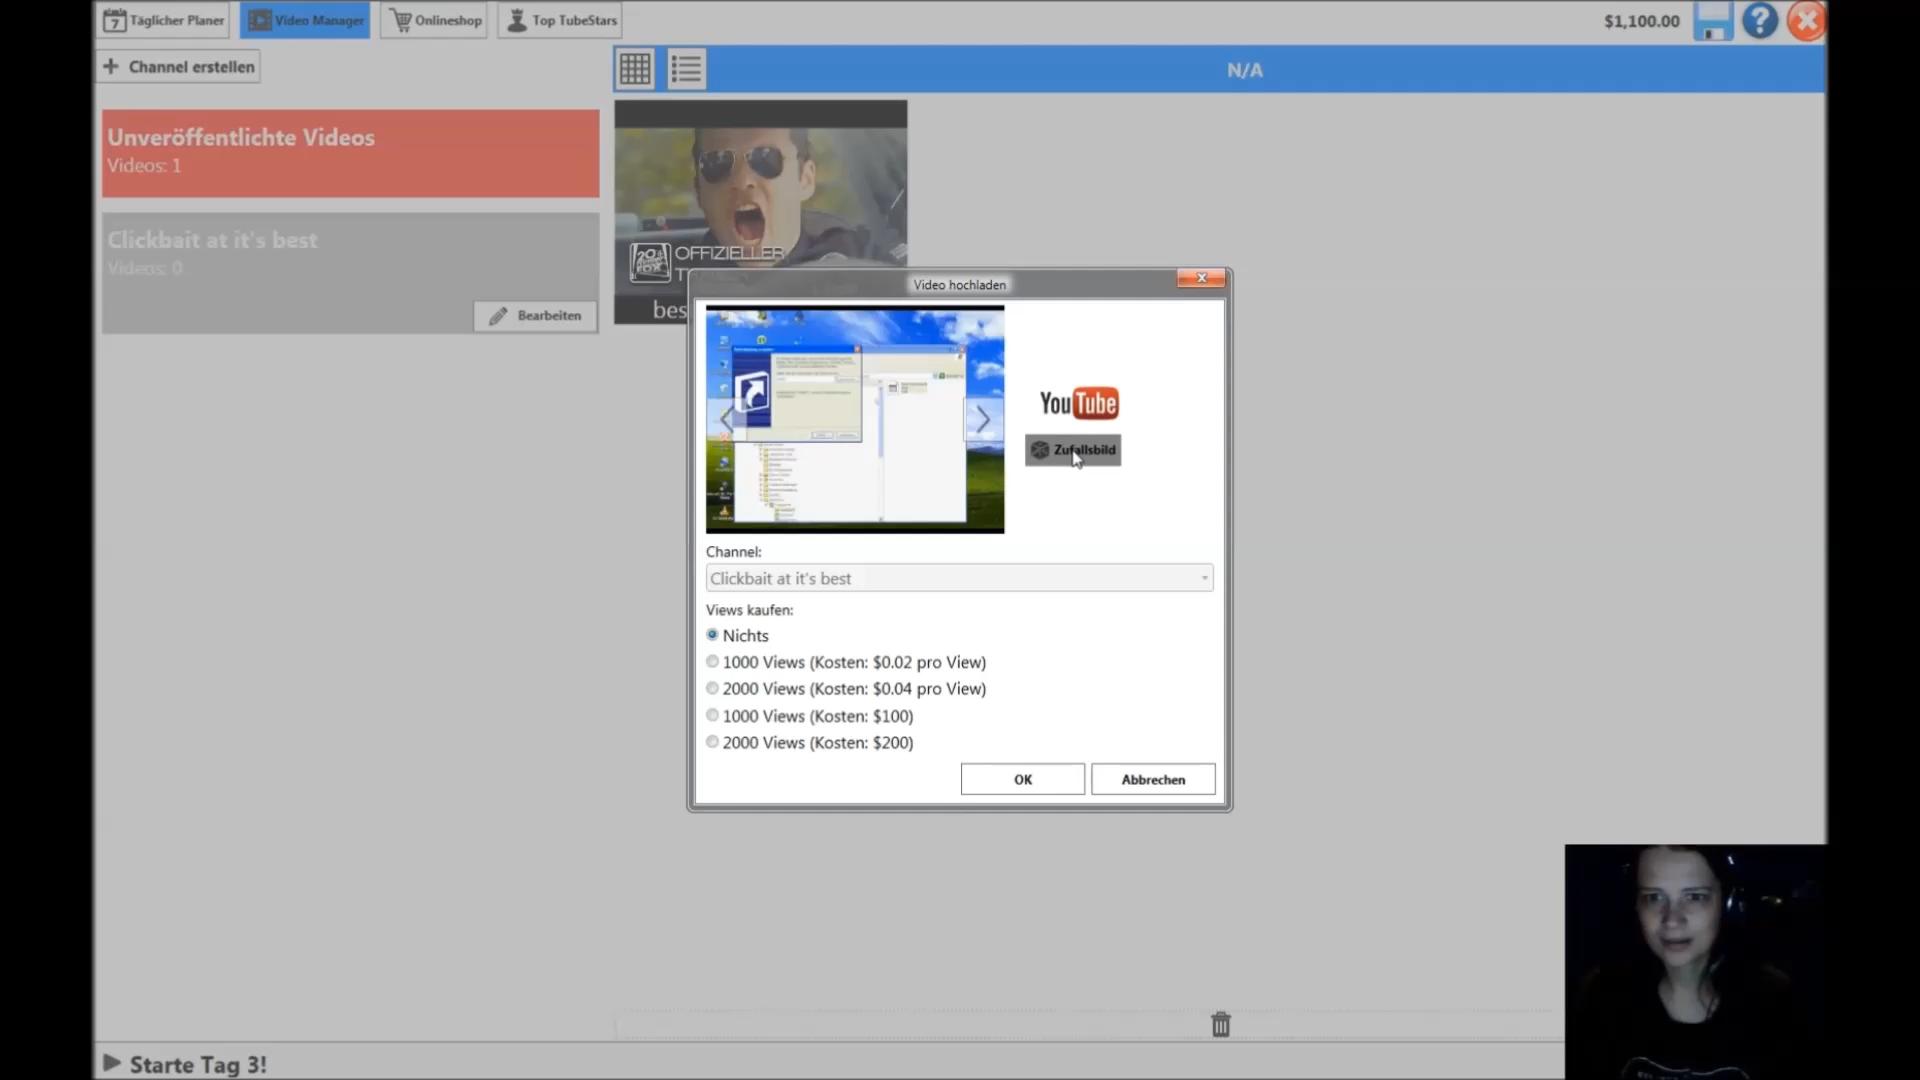 7 Täglicher Planer
Video Manager
Onlineshop
Top TubeStars
$1,100.00
?
+ Channel erstellen
N/A
Unveröffentlichte Videos
Videos: 1
Clickbait at it's best
Videos: 0
Bearbeiten
OFFIZIELLER
T
bes
Video hochladen
YouTube
Zufallsbild
Channel:
Clickbait at it's best
Views kaufen:
Nichts
1000 Views (Kosten: $0.02 pro View)
2000 Views (Kosten: $0.04 pro View)
1000 Views (Kosten: $100)
2000 Views (Kosten: $200)
OK
Abbrechen
Starte Tag 3!